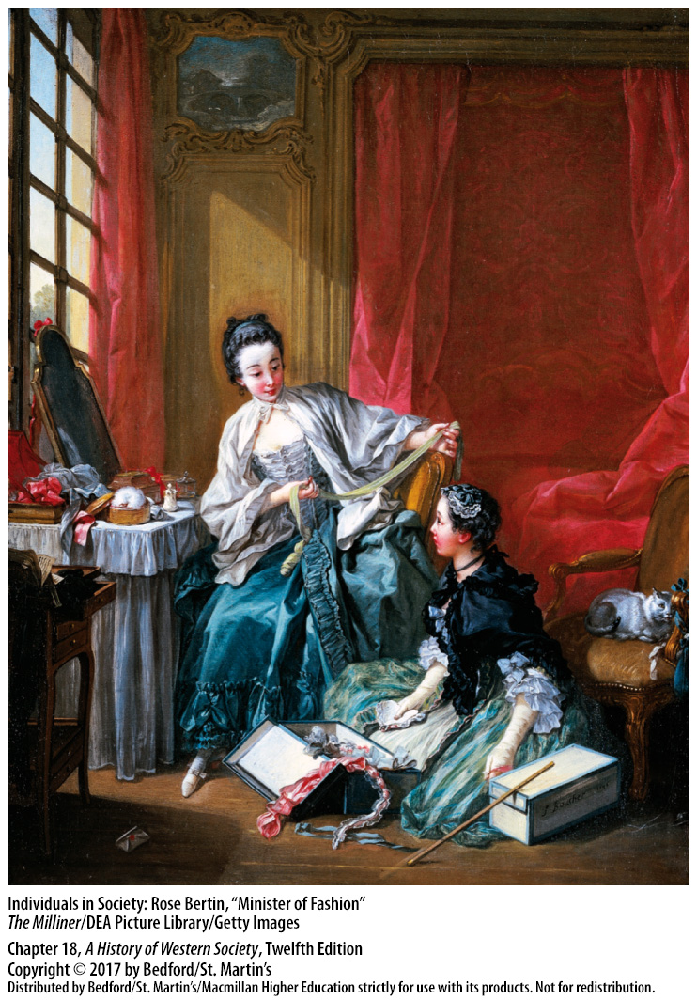 f. Boucher
Individuals in Society: Rose Bertin, “Minister of Fashion”
The Milliner/DEA Picture Library/Getty Images
Chapter 18, A History of Western Society, Twelfth Edition
Copyright © 2017 by Bedford/St. Martin’s
Distributed by Bedford/St. Martin’s/Macmillan Higher Education strictly for use with its products. Not for redistribution.